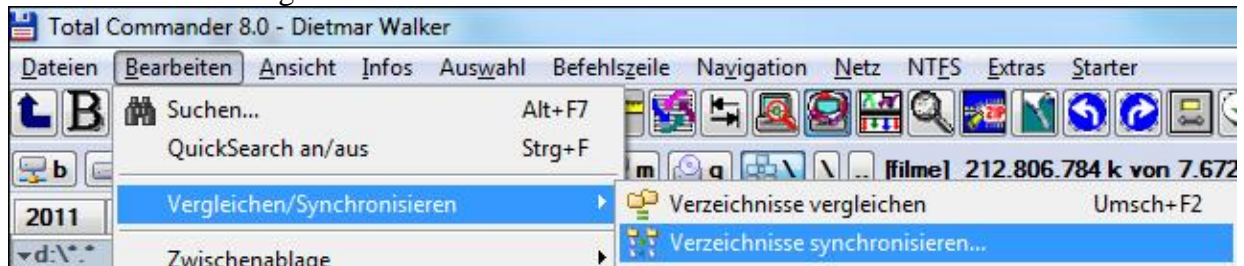 Total Commander 8.0 - Dietmar Walker
Dateien Bearbeiten Ansicht Infos Auswahl Befehlszeile Navigation Netz NTFS Extras Starter
B
Suchen... Alt+F7
ZIP
QuickSearch an/aus Strg+F
b m q \ \ .. [filme] 212.806.784 k von 7.672
Vergleichen/Synchronisieren Verzeichnisse vergleichen Umsch+F2
2011
Verzeichnisse synchronisieren...
d:\*.* Zwischenablage